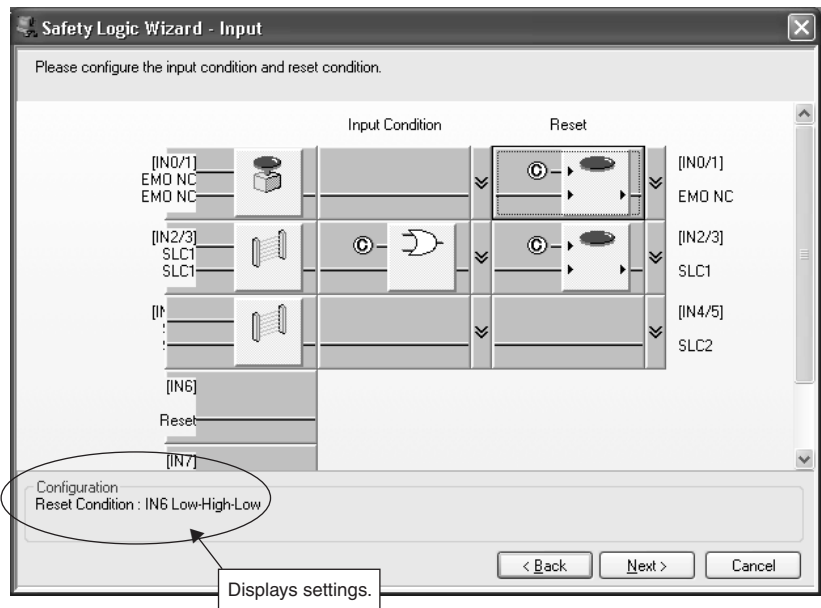 Safety Logic Wizard - Input
Please configure the input condition and reset condition.
Input Condition
Reset
[IN0/1]
EMO NC
EMO NC
©
[IN0/1]
EMO NC
[IN2/3]
SLC1
SLC1
©
©
[IN2/3]
SLC1
[IN4/5]
SLC2
[IN6]
Reset
[IN7]
Configuration
Reset Condition : IN6 Low-High-Low
< Back
Next >
Cancel
Displays settings.